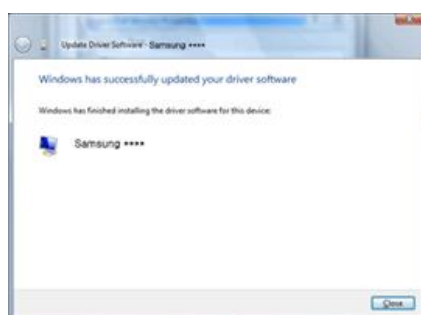 Update Driver Software - Samsung ****
Windows has successfully updated your driver software
Windows has finished installing the driver software for this device:
Samsung ****
Close